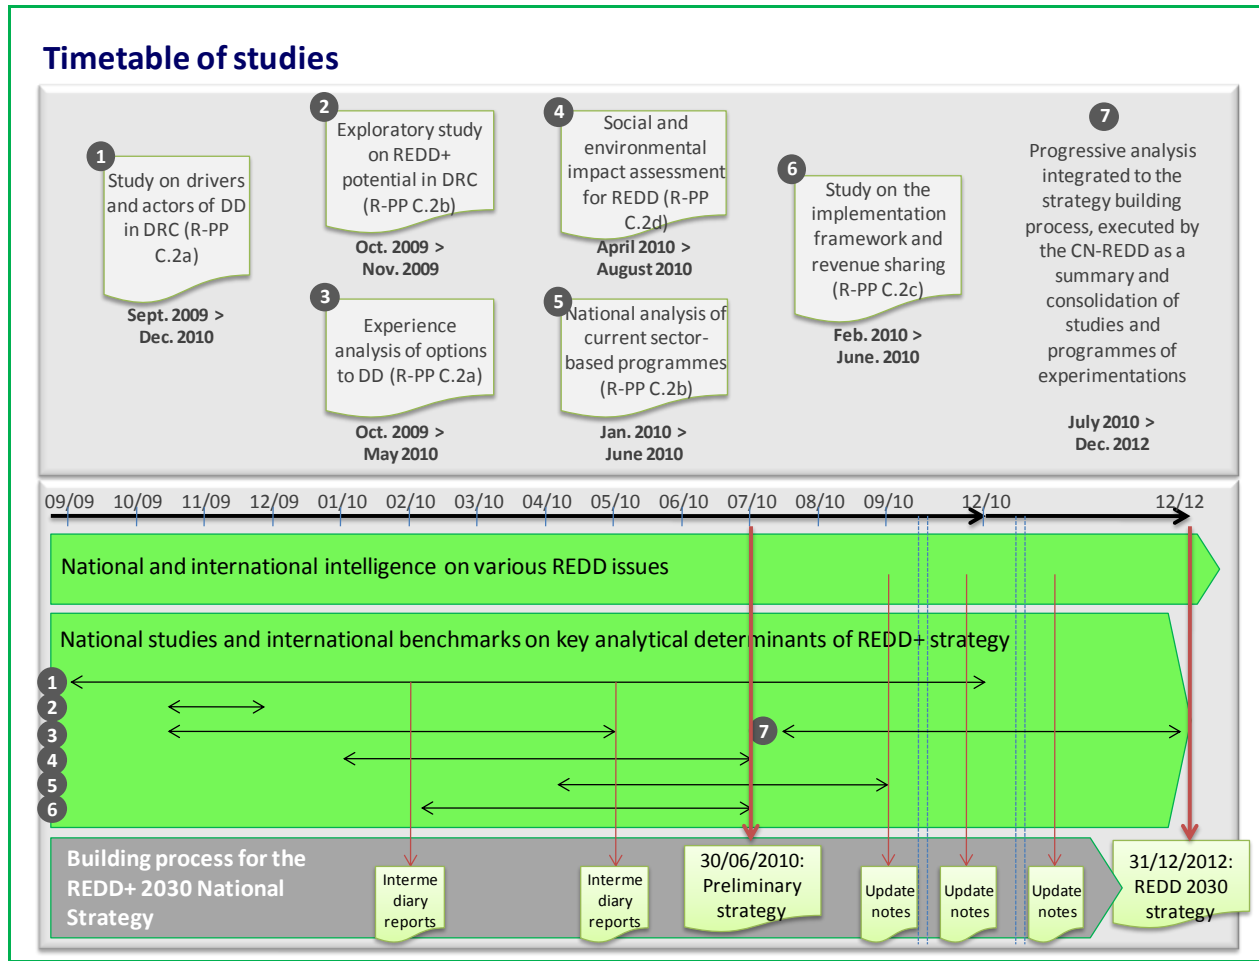 Timetable of studies
1
Study on drivers
and actors of DD
in DRC (R-PP
C.2a)
Sept. 2009 >
Dec. 2010
2
Exploratory study
on REDD+
potential in DRC
(R-PP C.2b)
Oct. 2009 >
Nov. 2009
3
Experience
analysis of options
to DD (R-PP C.2a)
Oct. 2009 >
May 2010
4
Social and
environmental
impact assessment
for REDD (R-PP
C.2d)
April 2010 >
August 2010
5
National analysis of
current sector-
based programmes
(R-PP C.2b)
Jan. 2010 >
June 2010
6
Study on the
implementation
framework and
revenue sharing
(R-PP C.2c)
Feb. 2010 >
June. 2010
7
Progressive analysis
integrated to the
strategy building
process, executed by
the CN-REDD as a
summary and
consolidation of
studies and
programmes of
experimentations
July 2010 >
Dec. 2012
09/09 10/09 11/09 12/09 01/10 02/10 03/10 04/10 05/10 06/10 07/10 08/10 09/10 12/10 12/12
National and international intelligence on various REDD issues
National studies and international benchmarks on key analytical determinants of REDD+ strategy
1
2
3
7
4
5
6
Building process for the
REDD+ 2030 National
Strategy
Interme
diary
reports
Interme
diary
reports
30/06/2010:
Preliminary
strategy
Update
notes
Update
notes
Update
notes
31/12/2012:
REDD 2030
strategy